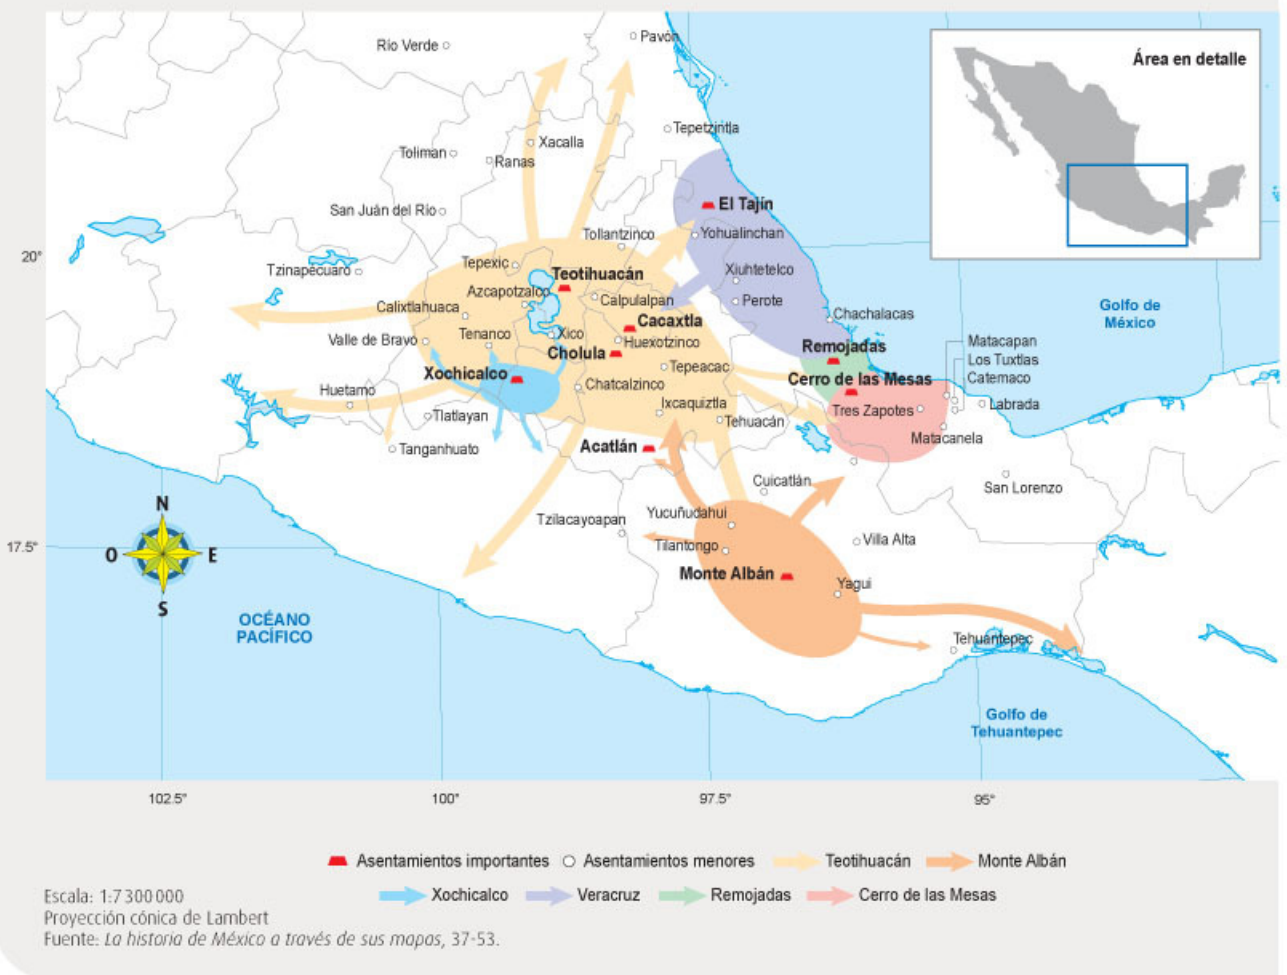 Río Verde
Pavón
Área en detalle
Tepetzintla
Xacalla
Toliman
Ranas
El Tajín
San Juán del Río
Tollantzinco
Yohualinchan
20°
Tzinapécuaro
Tepexic
Teotihuacán
Xiuhtetelco
Azcapotzalco
Calpulalpan
Perote
Calixtlahuaca
Golfo de
México
Cacaxtla
Chachalacas
Valle de Bravo
Tenanco
Xico
Huexotzinco
Remojadas
Matacapan
Cholula
Los Tuxtlas
Xochicalco
Tepeacac
Cerro de las Mesas
Catemaco
Huetamo
Chatcalzinco
Ixcaquiztla
Tres Zapotes
Labrada
Tlatlayan
Tehuacán
Matacanela
Tanganhuato
Acatlán
Cuicatlán
San Lorenzo
N
O
E
S
Tzilacayoapan
Yucuñudahui
17.5°
Tilantongo
Villa Alta
Monte Albán
Yagui
OCÉANO
PACÍFICO
Tehuantepec
Golfo de
Tehuantepec
102.5°
100°
97.5°
95°
Asentamientos importantes
Asentamientos menores
Teotihuacán
Monte Albán
Xochicalco
Veracruz
Remojadas
Cerro de las Mesas
Escala: 1:7 300 000
Proyección cónica de Lambert
Fuente: La historia de México a través de sus mapas, 37-53.